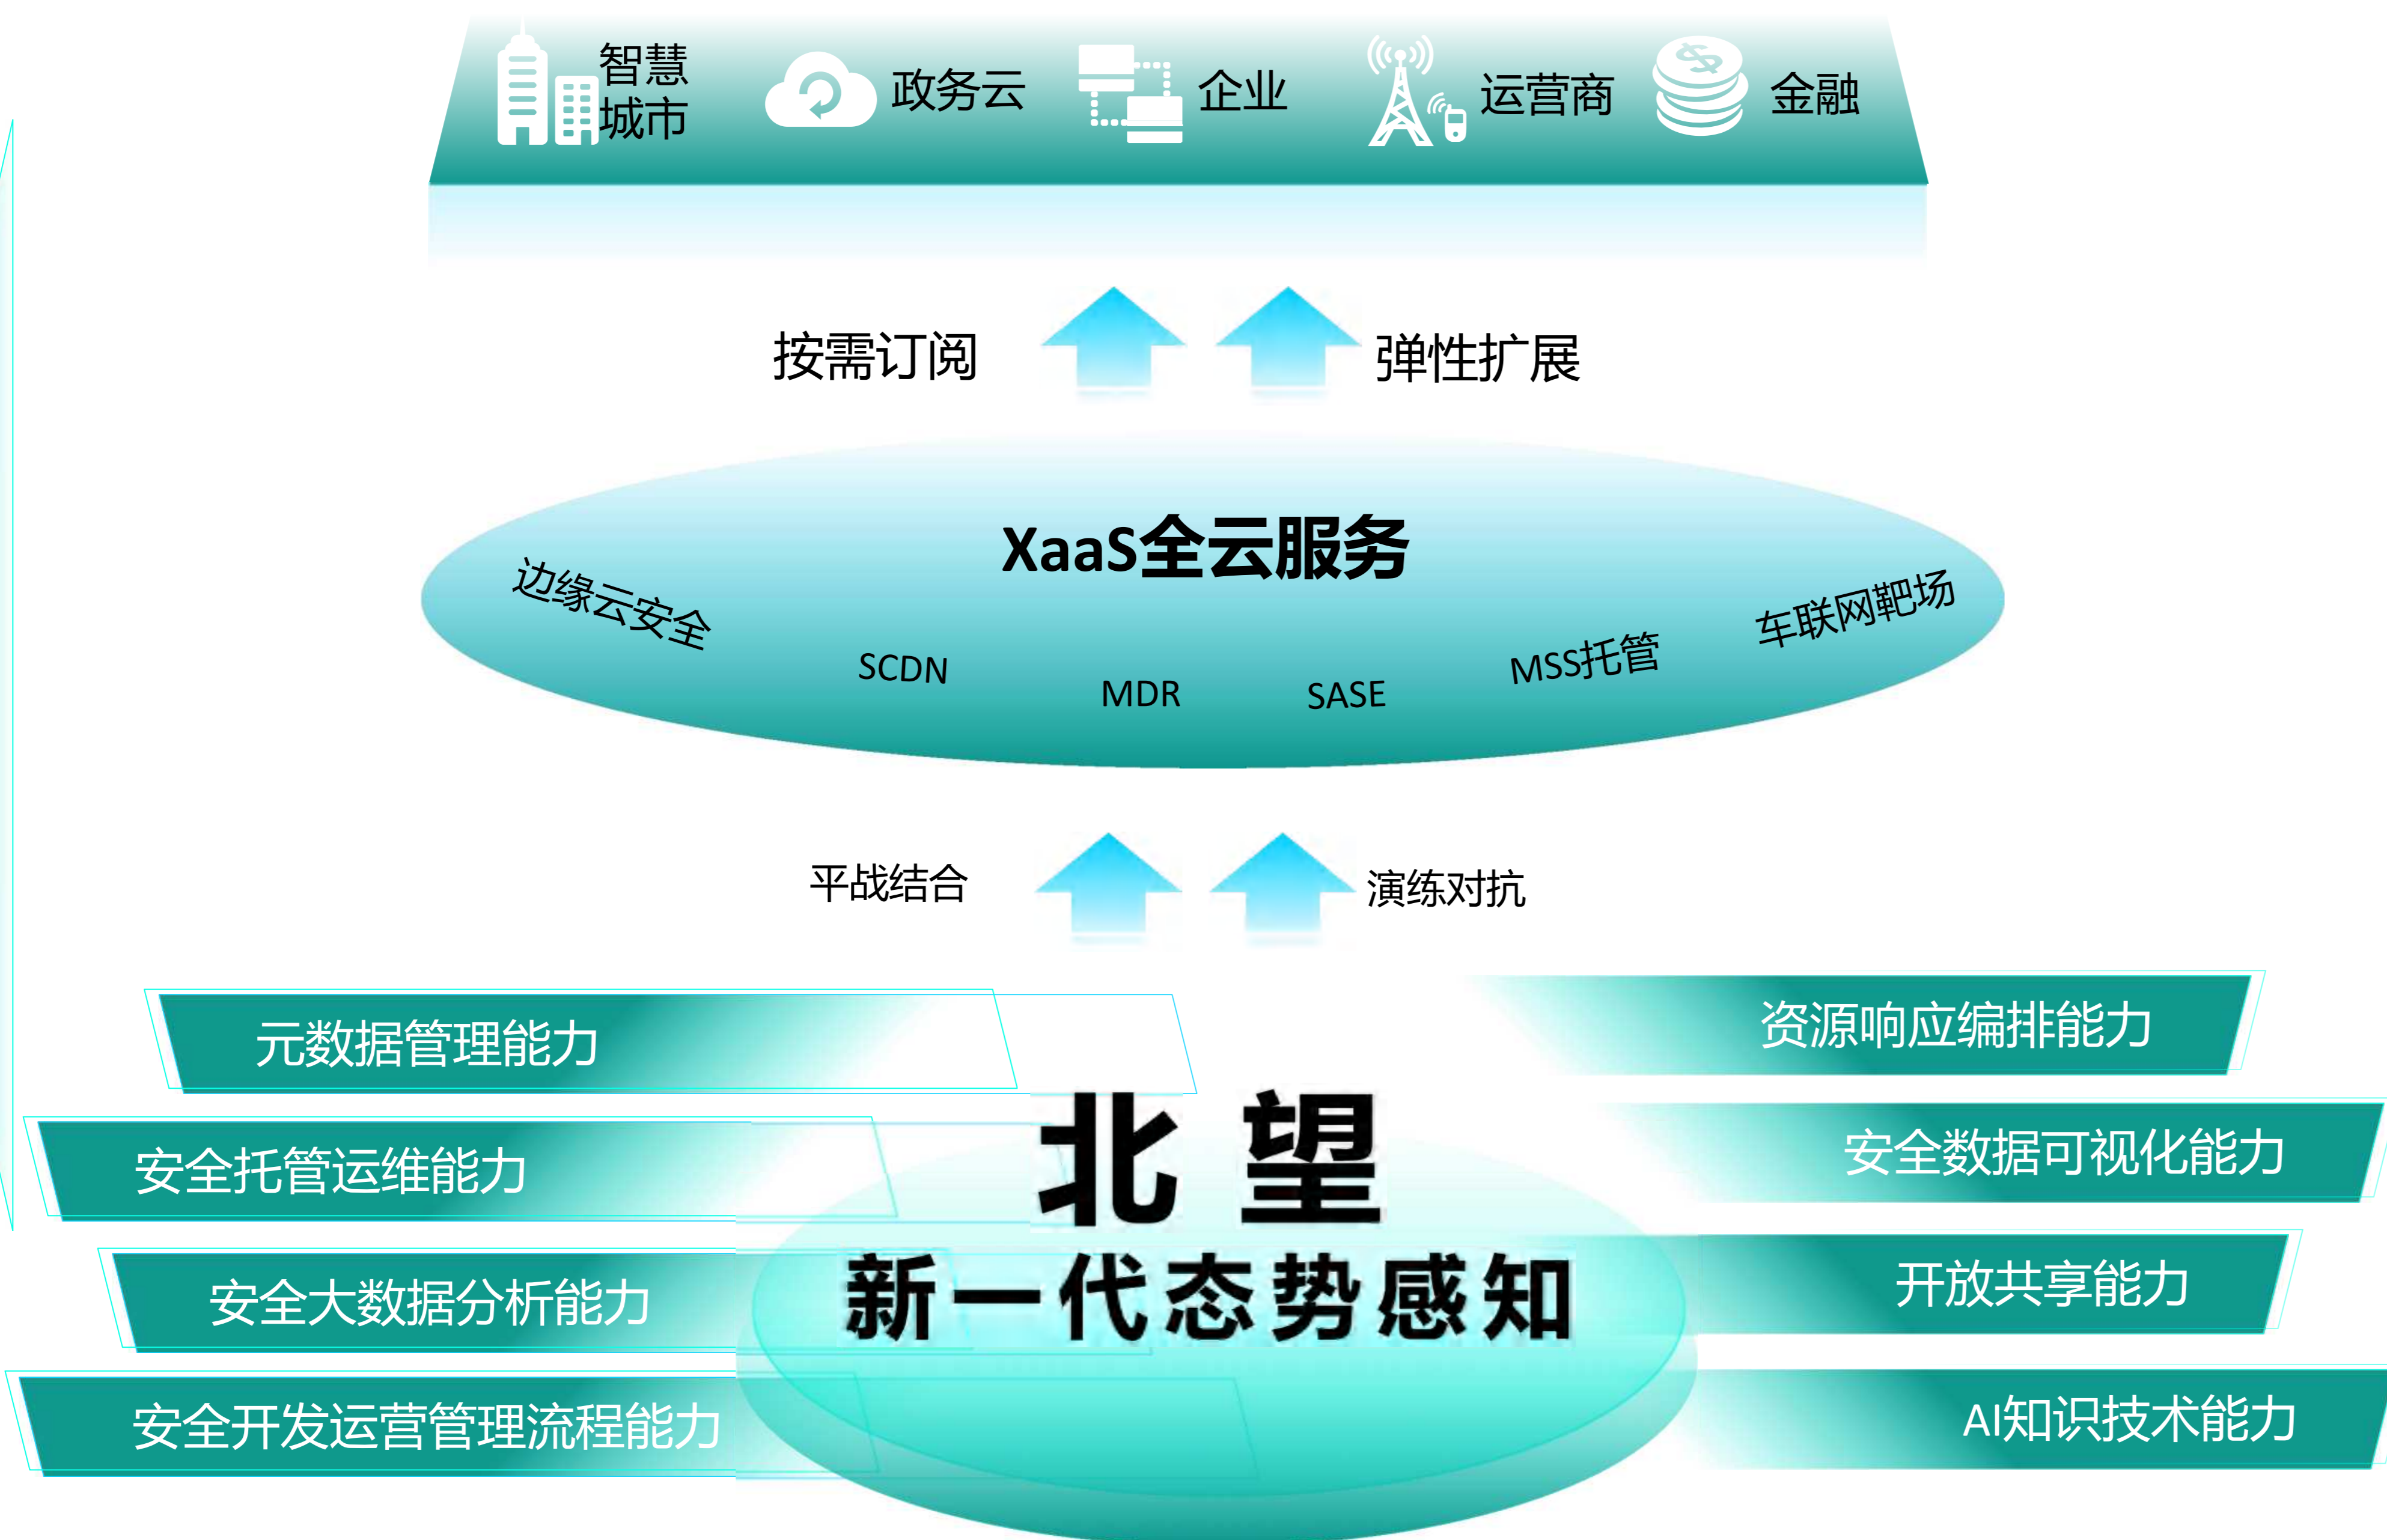 智慧
城市
政务云
企业
运营商
金融
按需订阅
弹性扩展
XaaS全云服务
边缘云安全
SCDN
MDR
SASE
MSS托管
车联网靶场
平战结合
演练对抗
元数据管理能力
资源响应编排能力
北望
安全托管运维能力
安全数据可视化能力
新一代态势感知
安全大数据分析能力
开放共享能力
安全开发运营管理流程能力
AI知识技术能力